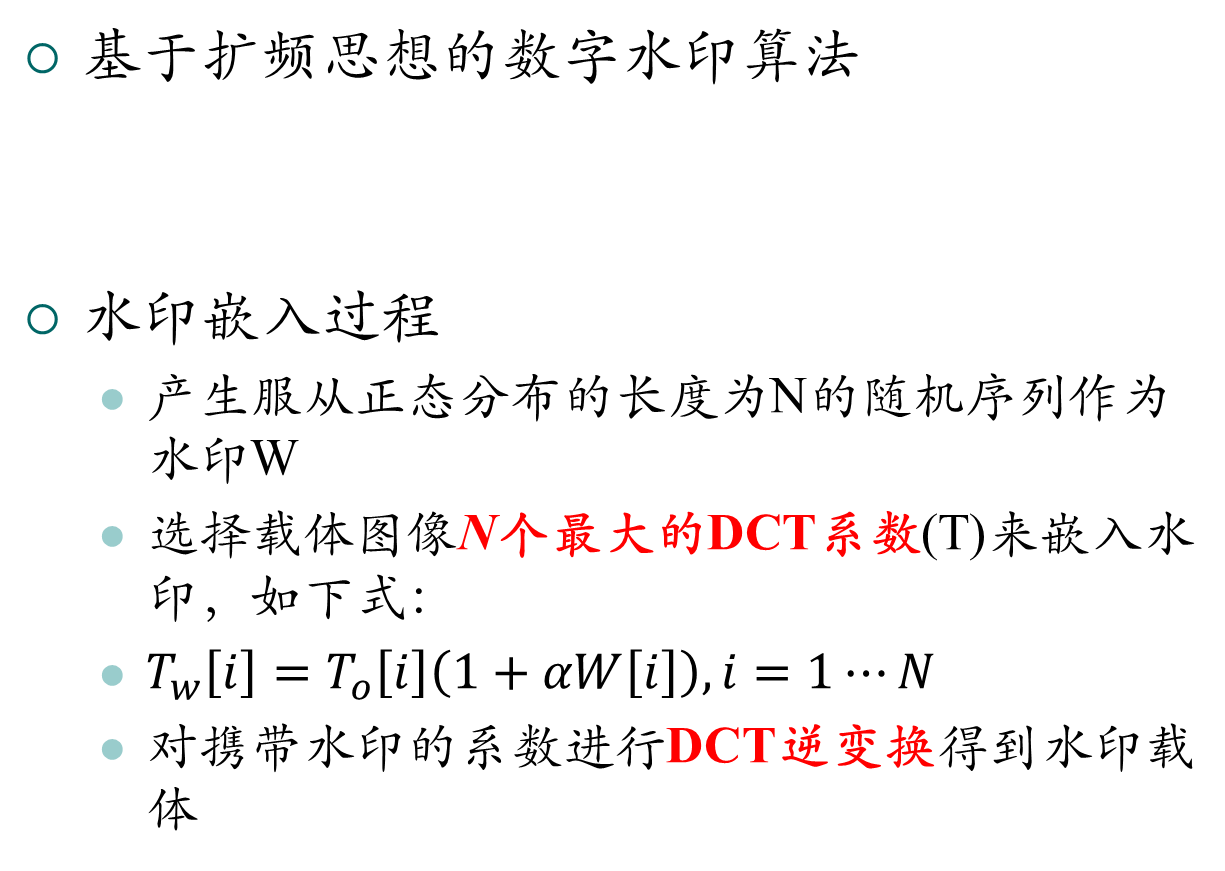 基于扩频思想的数字水印算法
水印嵌入过程
产生服从正态分布的长度为N的随机序列作为
水印W
选择载体图像N个最大的DCT系数(T)来嵌入水
印，如下式：
T_w[i] = T_o[i](1 + αW[i]), i = 1 ⋯ N
对携带水印的系数进行DCT逆变换得到水印载
体